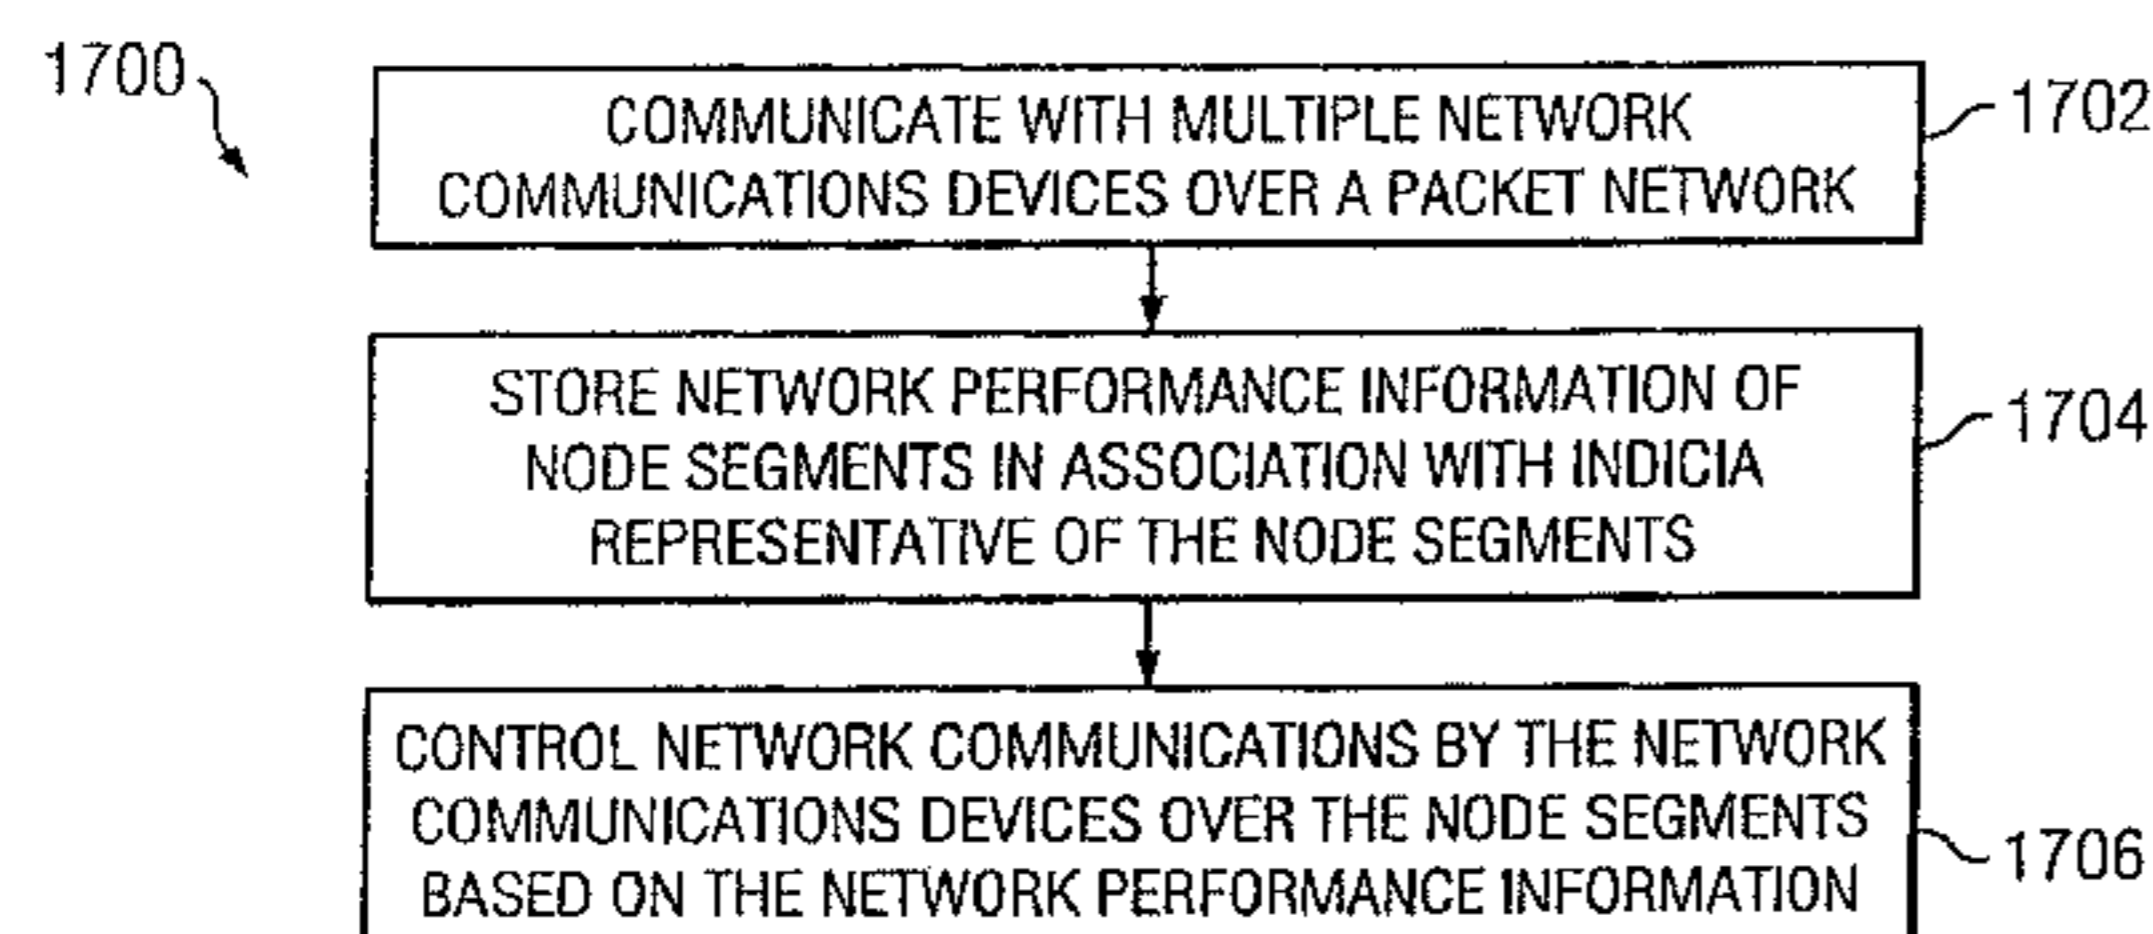 1700
COMMUNICATE WITH MULTIPLE NETWORK
COMMUNICATIONS DEVICES OVER A PACKET NETWORK
1702
STORE NETWORK PERFORMANCE INFORMATION OF
NODE SEGMENTS IN ASSOCIATION WITH INDICIA
REPRESENTATIVE OF THE NODE SEGMENTS
1704
CONTROL NETWORK COMMUNICATIONS BY THE NETWORK
COMMUNICATIONS DEVICES OVER THE NODE SEGMENTS
BASED ON THE NETWORK PERFORMANCE INFORMATION
1706